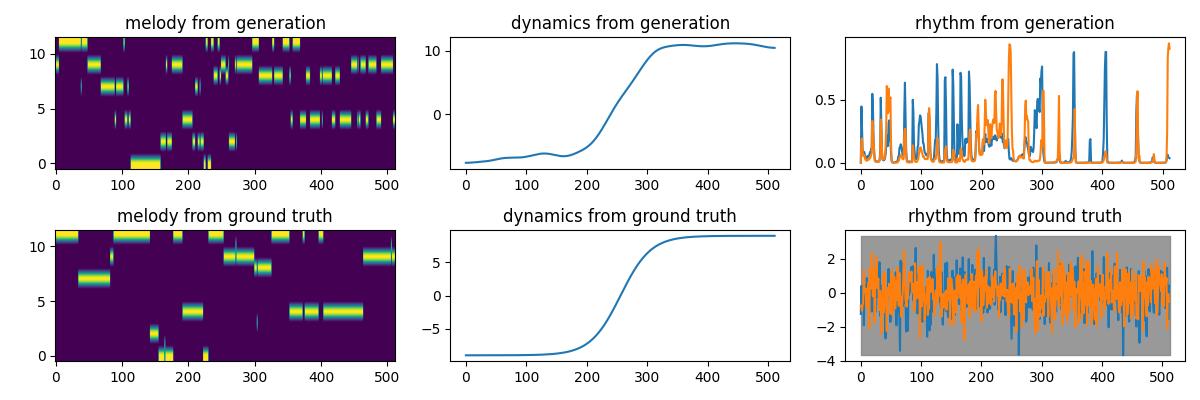 melody from generation
dynamics from generation
rhythm from generation
10
5
0
0 100 200 300 400 500
10
0
0 100 200 300 400 500
0.5
0.0
0 100 200 300 400 500
melody from ground truth
dynamics from ground truth
rhythm from ground truth
10
5
0
0 100 200 300 400 500
5
0
−5
0 100 200 300 400 500
2
0
−2
−4
0 100 200 300 400 500